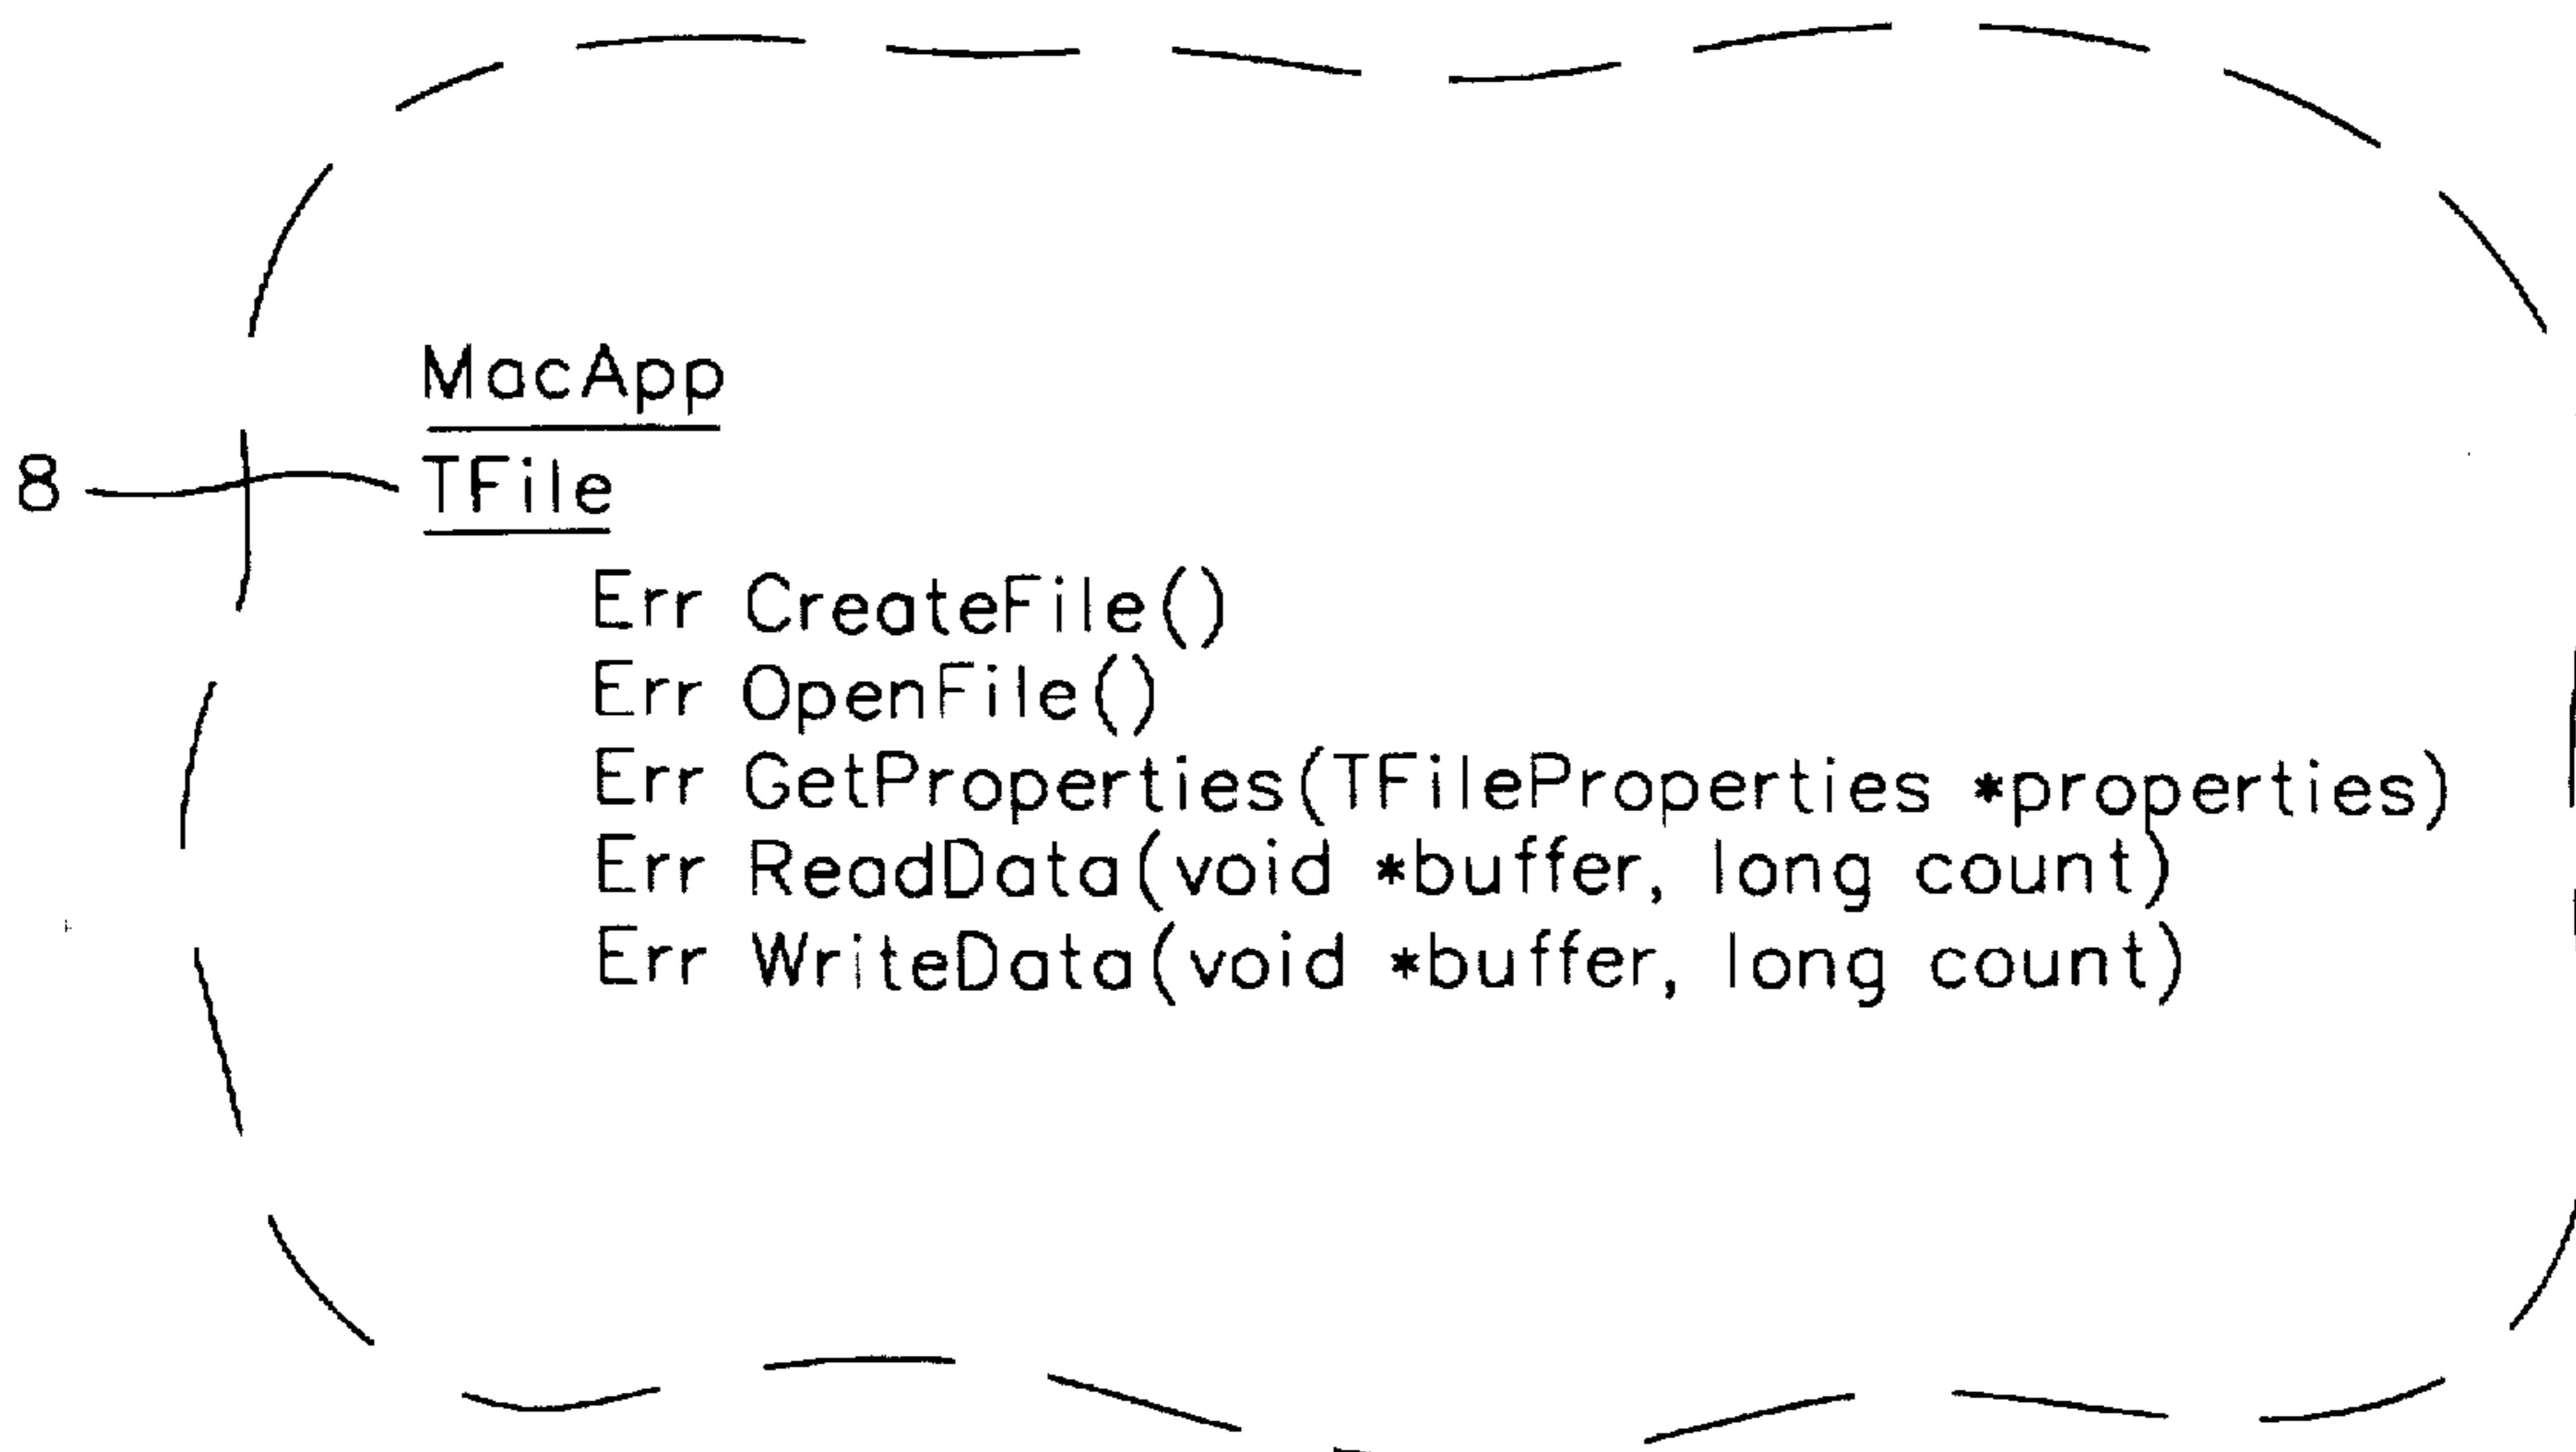 MacApp
8 TFile
Err CreateFile()
Err OpenFile()
Err GetProperties(TFileProperties *properties)
Err ReadData(void *buffer, long count)
Err WriteData(void *buffer, long count)